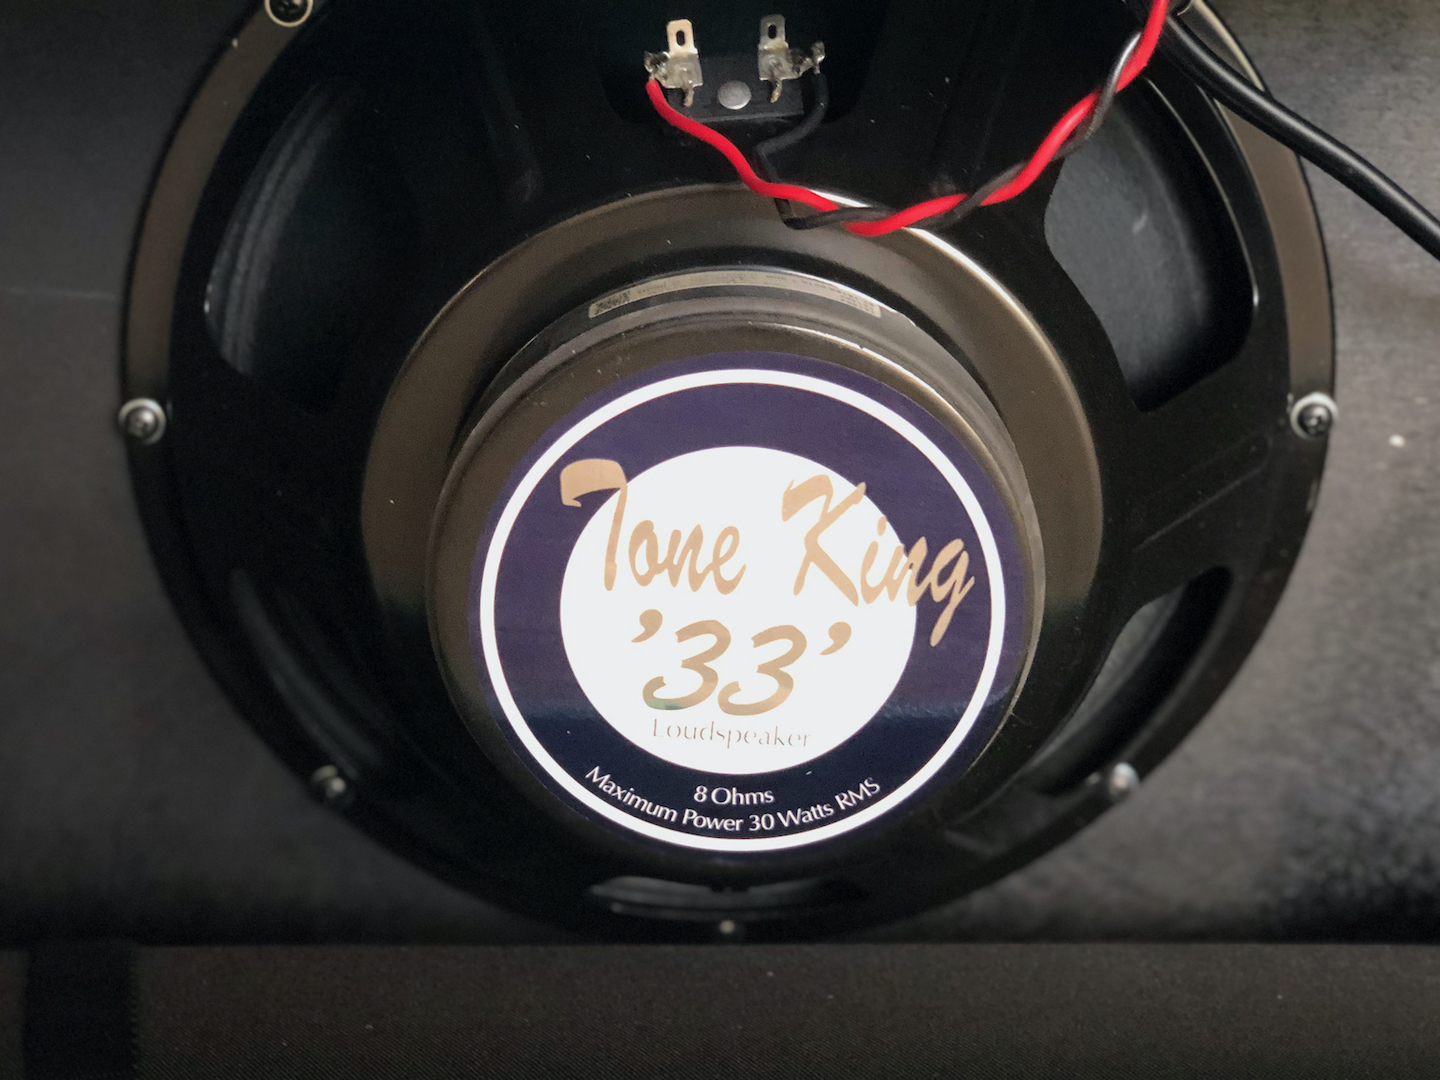 Tone King
’33’
Loudspeaker
8 Ohms
Maximum Power 30 Watts RMS